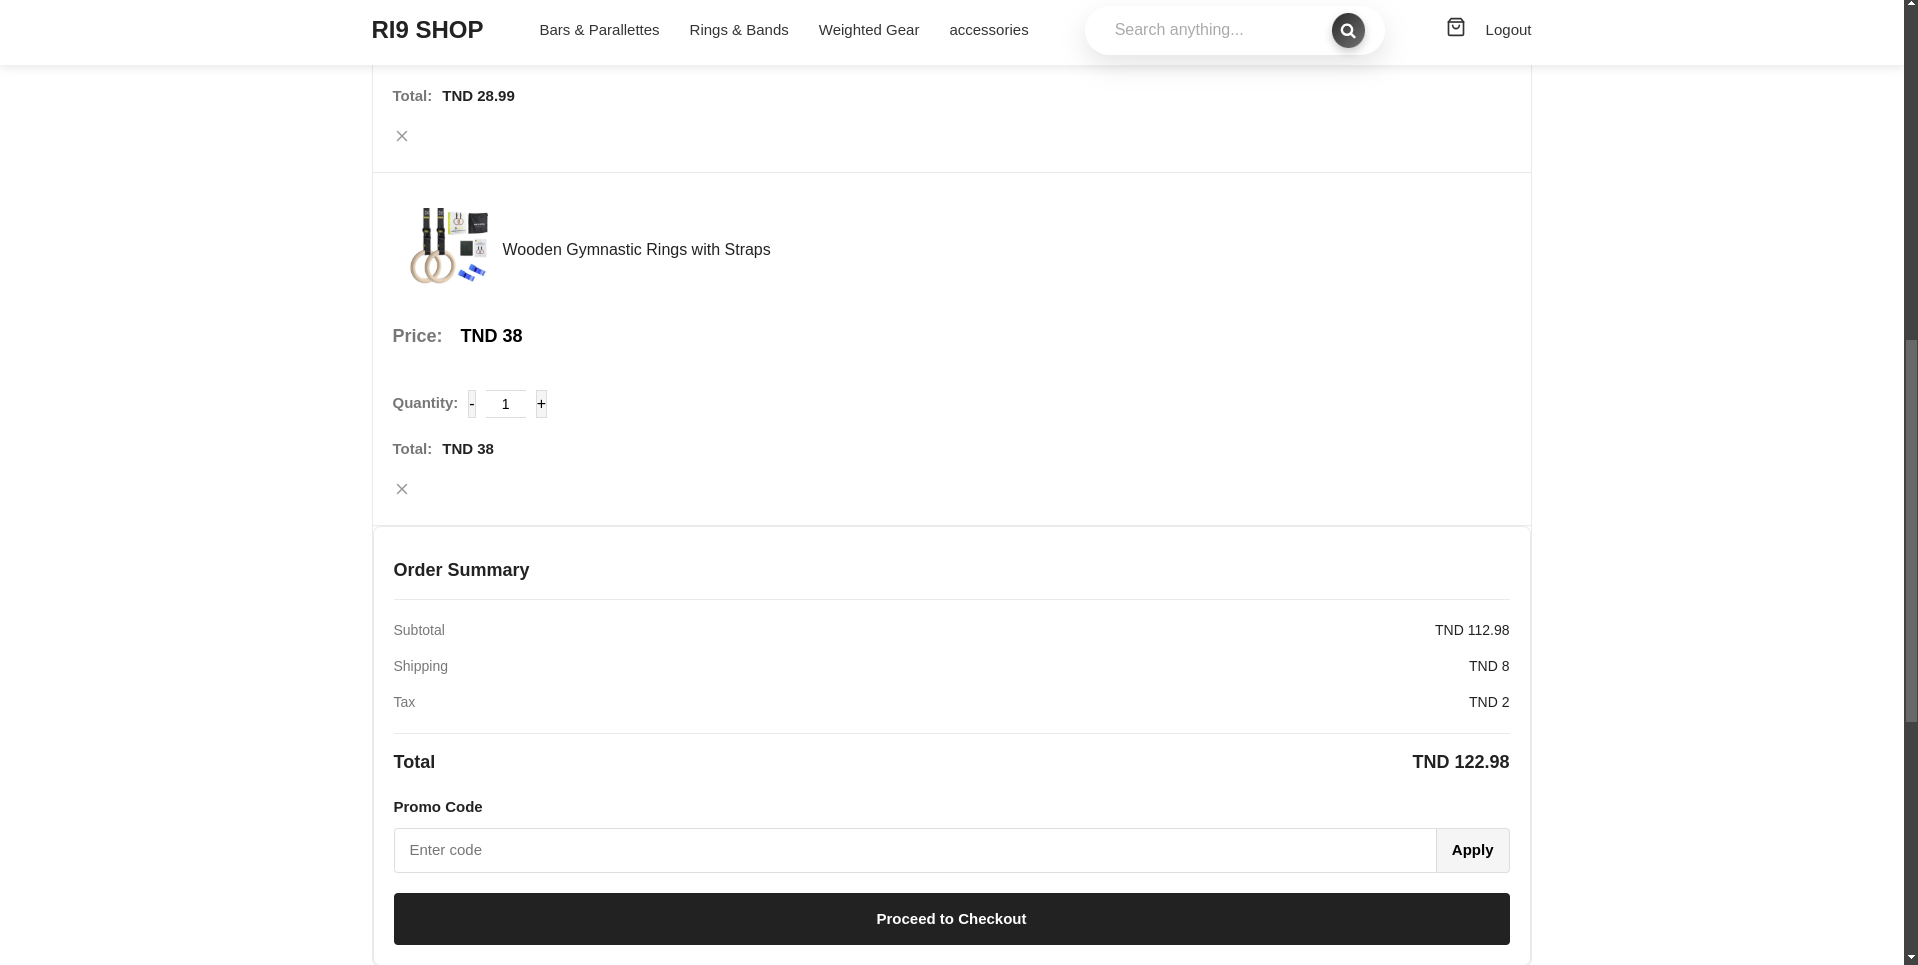 RI9 SHOP
Bars & Parallettes
Rings & Bands
Weighted Gear
accessories
Search anything...
Logout
Total: TND 28.99
×
Wooden Gymnastic Rings with Straps
Price: TND 38
Quantity: - 1 +
Total: TND 38
×
Order Summary
Subtotal TND 112.98
Shipping TND 8
Tax TND 2
Total TND 122.98
Promo Code
Enter code Apply
Proceed to Checkout